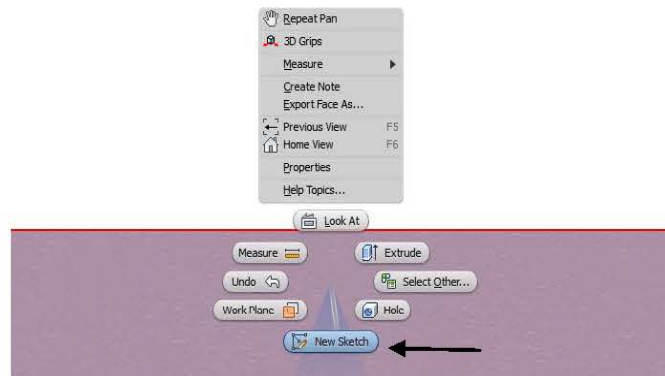 Repeat Pan
3D Grips
Measure
Create Note
Export Face As...
Previous View F5
Home View F6
Properties
Help Topics...
Look At
Measure Extrude
Undo Select Other...
Work Plane Hole
New Sketch